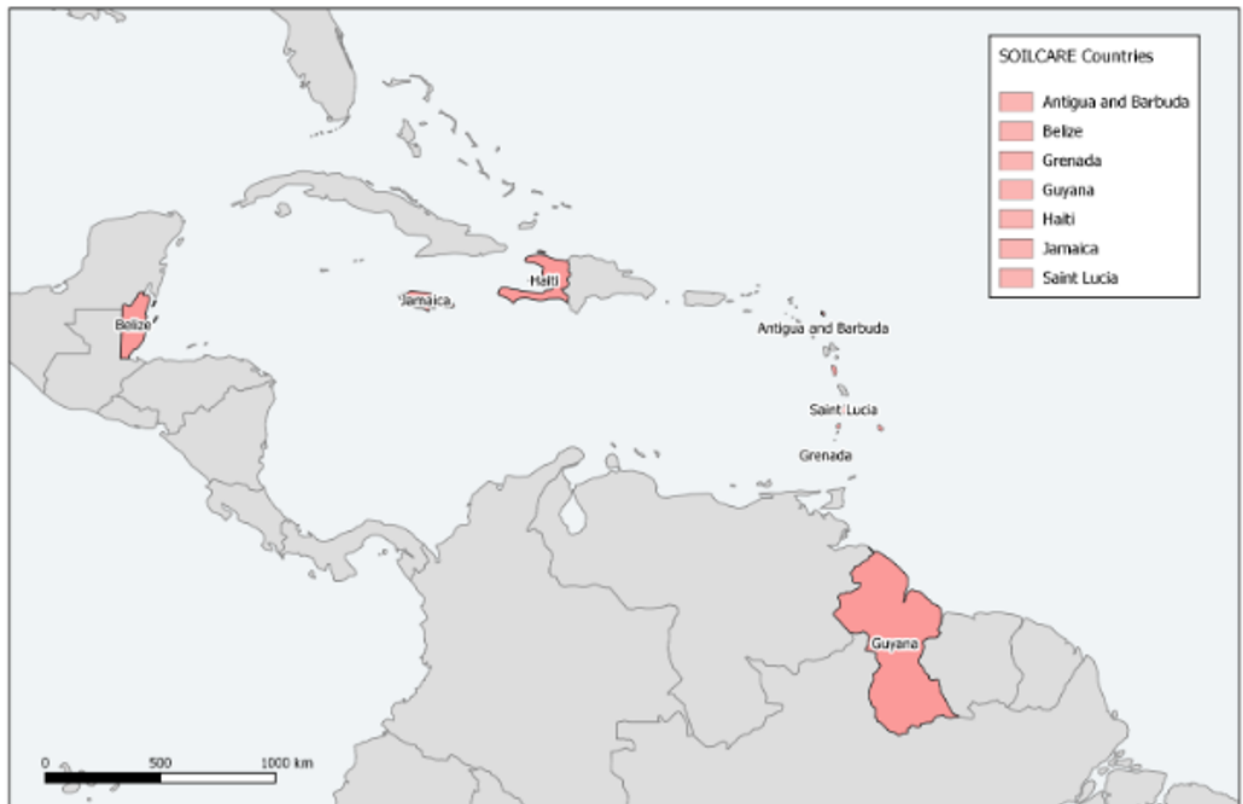 SOILCARE Countries
Antigua and Barbuda
Belize
Grenada
Guyana
Haiti
Jamaica
Saint Lucia
Haiti
Jamaica
Belize
Antigua and Barbuda
Saint Lucia
Grenada
Guyana
0 500 1000 km